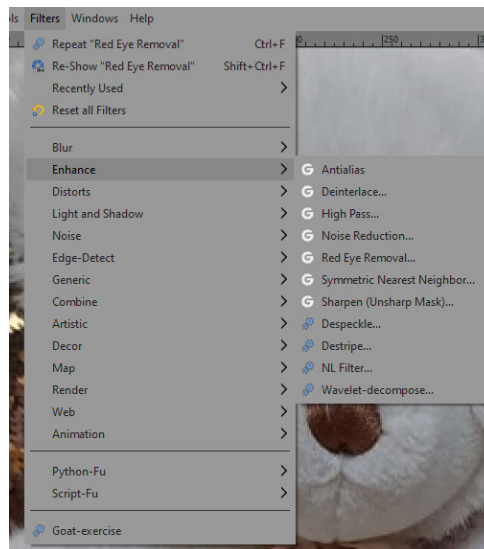 ls Filters Windows Help
Repeat "Red Eye Removal" Ctrl+F
Re-Show "Red Eye Removal" Shift+Ctrl+F
Recently Used
Reset all Filters
Blur
Enhance
Distorts
Light and Shadow
Noise
Edge-Detect
Generic
Combine
Artistic
Decor
Map
Render
Web
Animation
Python-Fu
Script-Fu
Goat-exercise
250
Antialias
Deinterlace...
High Pass...
Noise Reduction...
Red Eye Removal...
Symmetric Nearest Neighbor...
Sharpen (Unsharp Mask)...
Despeckle...
Destripe...
NL Filter...
Wavelet-decompose...